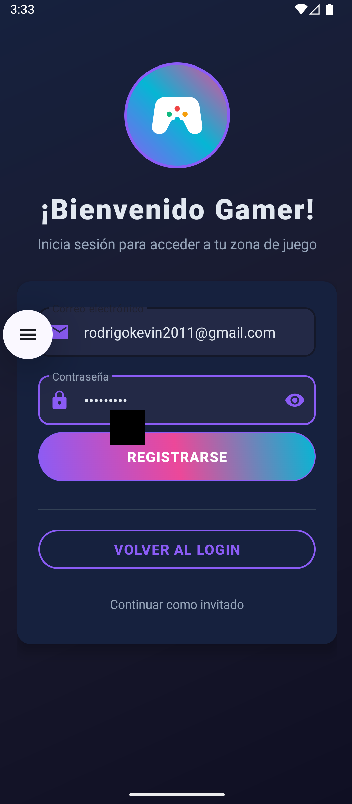 3:33
¡Bienvenido Gamer!
Inicia sesión para acceder a tu zona de juego
rodrigokevin2011@gmail.com
Contraseña
•••••••••
REGISTRARSE
VOLVER AL LOGIN
Continuar como invitado